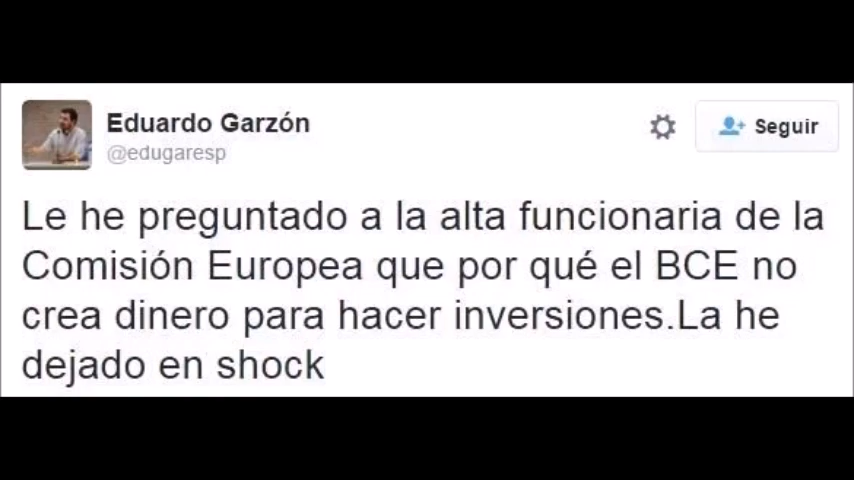 Eduardo Garzón
@edugaresp
Seguir
Le he preguntado a la alta funcionaria de la
Comisión Europea que por qué el BCE no
crea dinero para hacer inversiones.La he
dejado en shock